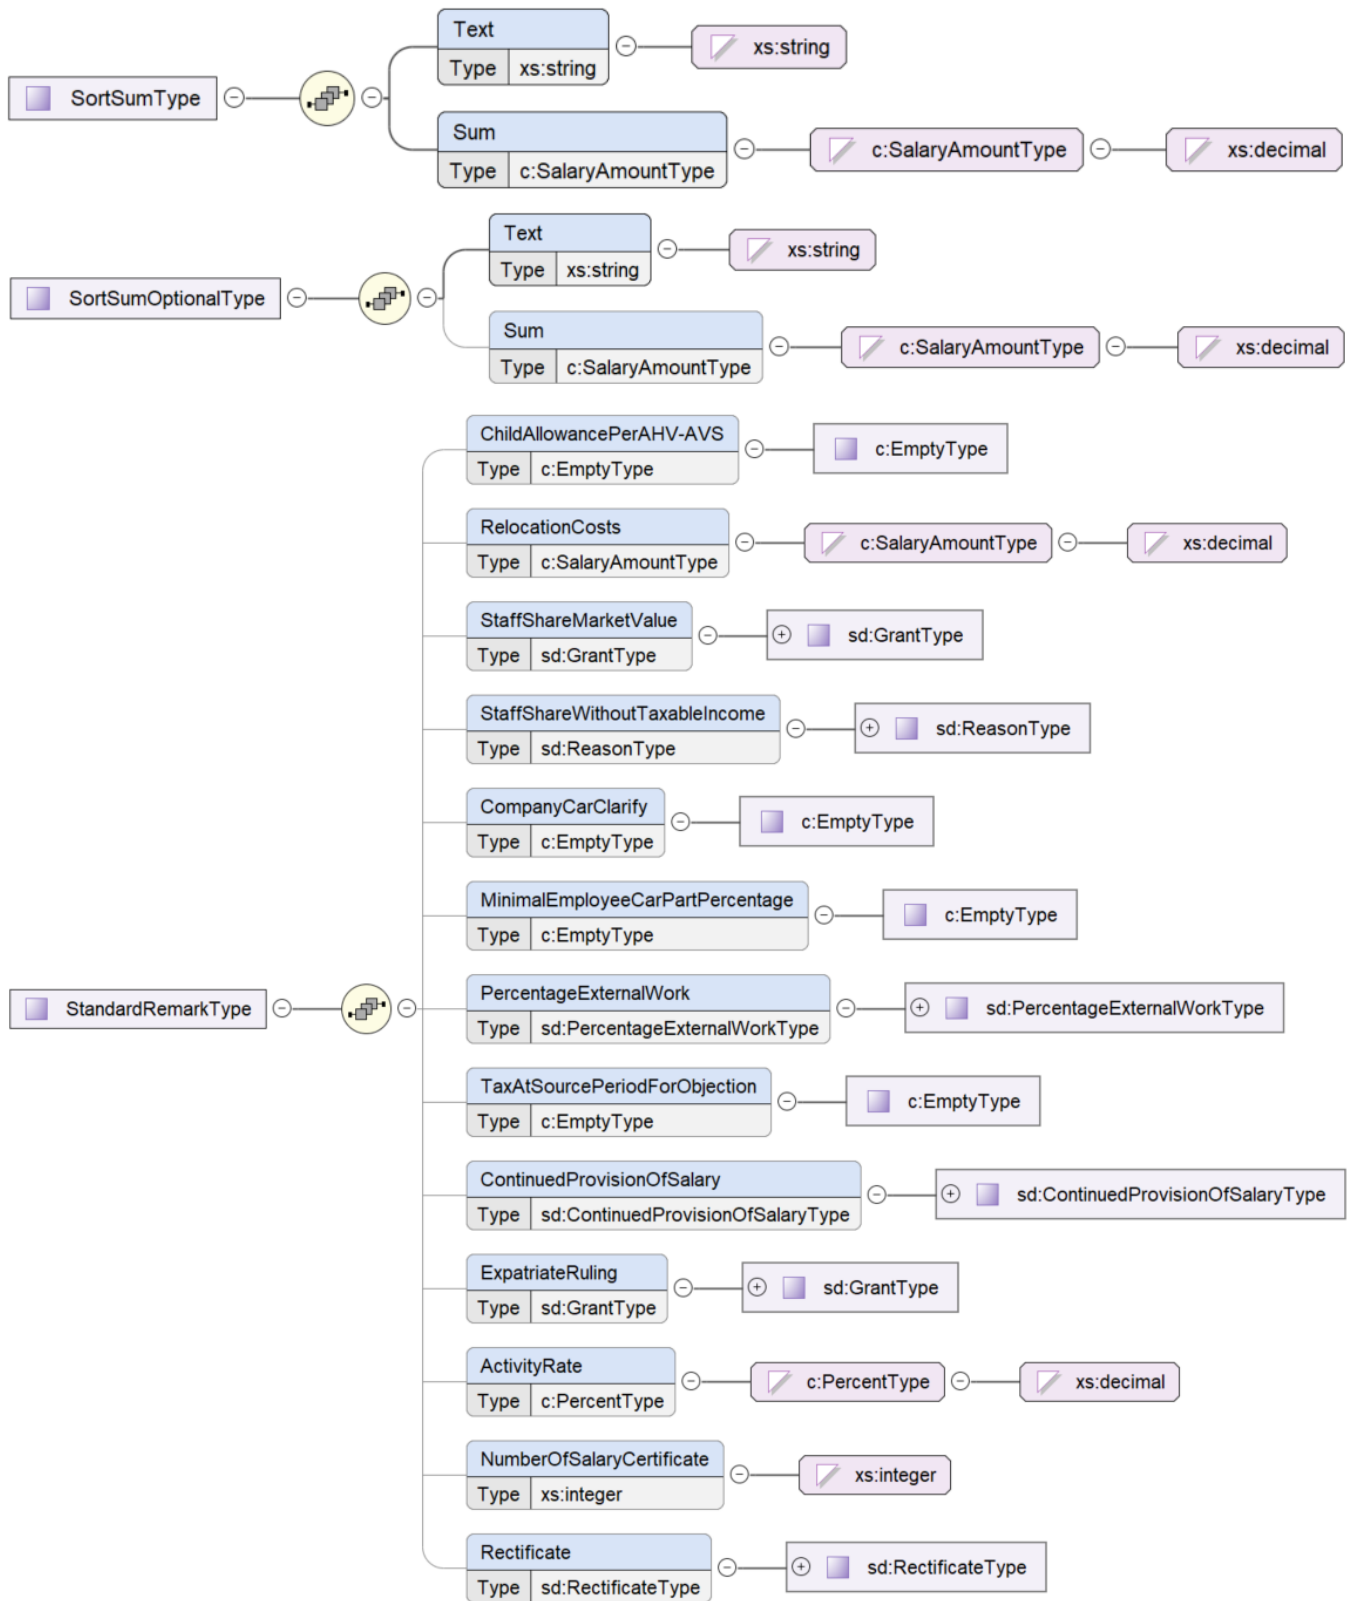 Text
Type xs:string
xs:string
SortSumType
Sum
Type c:SalaryAmountType
c:SalaryAmountType
xs:decimal
Text
Type xs:string
xs:string
SortSumOptionalType
Sum
Type c:SalaryAmountType
c:SalaryAmountType
xs:decimal
ChildAllowancePerAHV-AVS
Type c:EmptyType
c:EmptyType
RelocationCosts
Type c:SalaryAmountType
c:SalaryAmountType
xs:decimal
StaffShareMarketValue
Type sd:GrantType
sd:GrantType
StaffShareWithoutTaxableIncome
Type sd:ReasonType
sd:ReasonType
CompanyCarClarify
Type c:EmptyType
c:EmptyType
MinimalEmployeeCarPartPercentage
Type c:EmptyType
c:EmptyType
StandardRemarkType
PercentageExternalWork
Type sd:PercentageExternalWorkType
sd:PercentageExternalWorkType
TaxAtSourcePeriodForObjection
Type c:EmptyType
c:EmptyType
ContinuedProvisionOfSalary
Type sd:ContinuedProvisionOfSalaryType
sd:ContinuedProvisionOfSalaryType
ExpatriateRuling
Type sd:GrantType
sd:GrantType
ActivityRate
Type c:PercentType
c:PercentType
xs:decimal
NumberOfSalaryCertificate
Type xs:integer
xs:integer
Rectificate
Type sd:RectificateType
sd:RectificateType